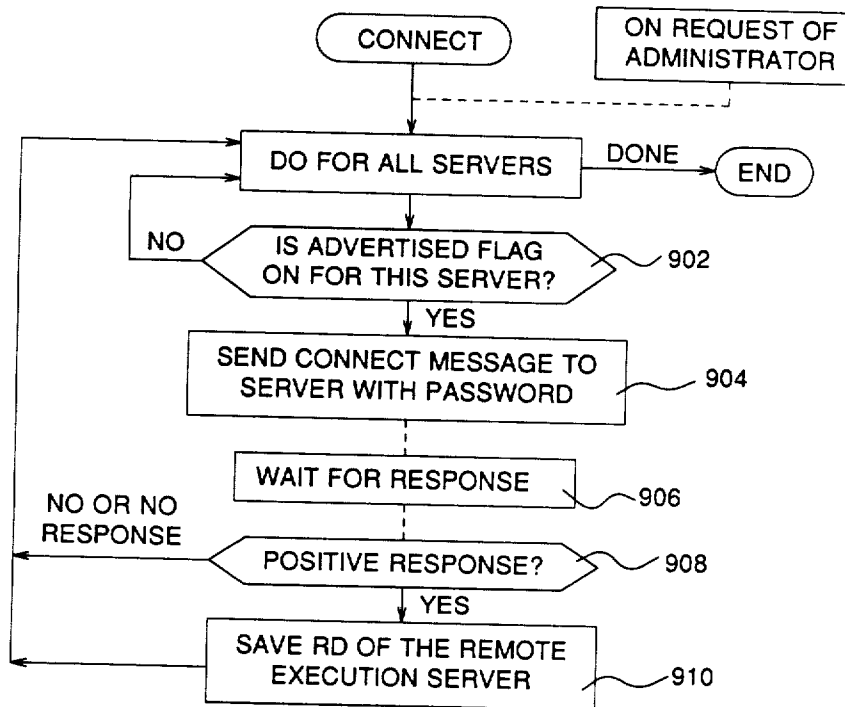 CONNECT
ON REQUEST OF
ADMINISTRATOR
DO FOR ALL SERVERS
DONE
END
NO
IS ADVERTISED FLAG
ON FOR THIS SERVER?
902
YES
SEND CONNECT MESSAGE TO
SERVER WITH PASSWORD
904
WAIT FOR RESPONSE
906
NO OR NO
RESPONSE
POSITIVE RESPONSE?
908
YES
SAVE RD OF THE REMOTE
EXECUTION SERVER
910